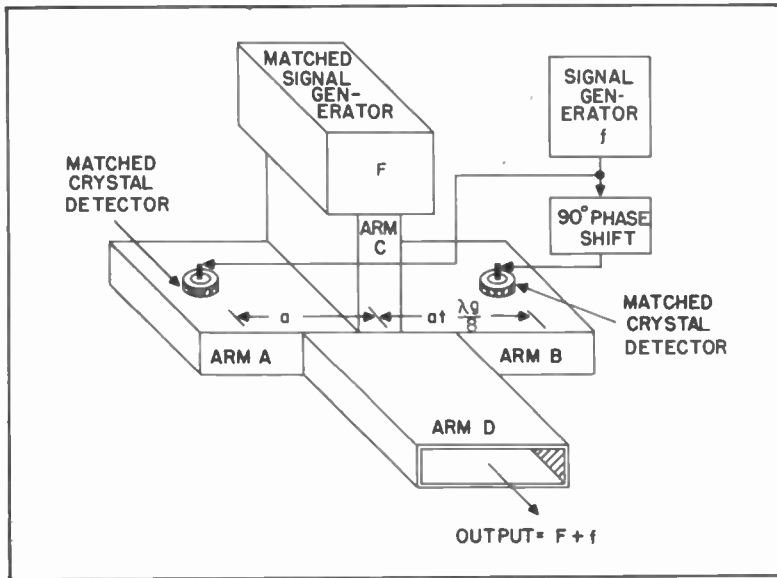 MATCHED
SIGNAL
GEN-
ERATOR
F
SIGNAL
GEN-
ERATOR
f
MATCHED
CRYSTAL
DETECTOR
ARM
C
90° PHASE
SHIFT
a
at λg/8
MATCHED
CRYSTAL
DETECTOR
ARM A
ARM B
ARM D
OUTPUT= F+f